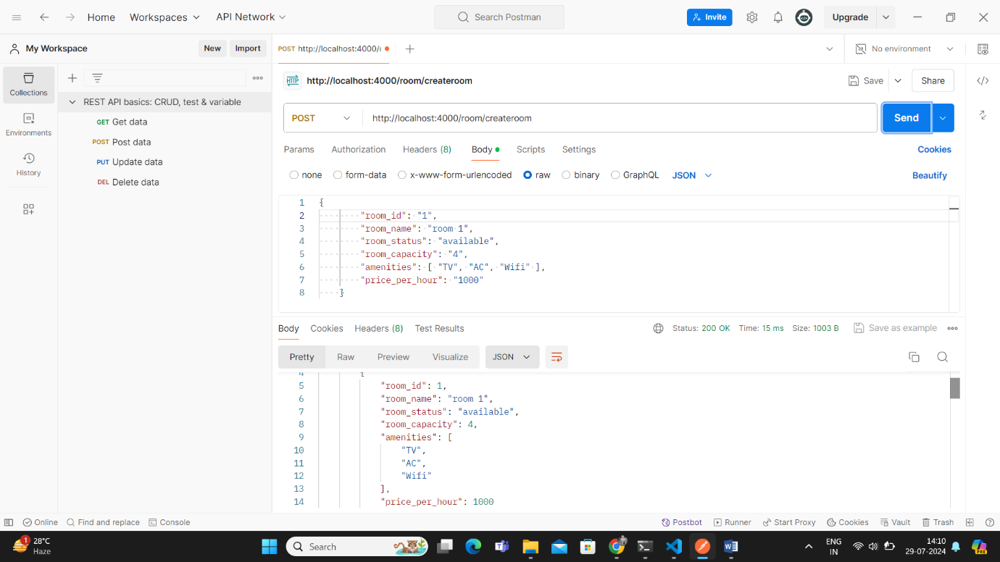 Home Workspaces API Network Search Postman Invite Upgrade
My Workspace New Import POST http://localhost:4000/r No environment
Collections
Environments
History
REST API basics: CRUD, test & variable
GET Get data
POST Post data
PUT Update data
DEL Delete data
HTTP http://localhost:4000/room/createroom Save Share
POST http://localhost:4000/room/createroom Send
Params Authorization Headers (8) Body Scripts Settings Cookies
none form-data x-www-form-urlencoded raw binary GraphQL JSON Beautify
1 {
2 "room_id": "1",
3 "room_name": "room 1",
4 "room_status": "available",
5 "room_capacity": "4",
6 "amenities": [ "TV", "AC", "Wifi" ],
7 "price_per_hour": "1000"
8 }
Body Cookies Headers (8) Test Results Status: 200 OK Time: 15 ms Size: 1003 B Save as example
Pretty Raw Preview Visualize JSON
4 {
5 "room_id": 1,
6 "room_name": "room 1",
7 "room_status": "available",
8 "room_capacity": 4,
9 "amenities": [
10 "TV",
11 "AC",
12 "Wifi"
13 ],
14 "price_per_hour": 1000
Online Find and replace Console Postbot Runner Start Proxy Cookies Vault Trash
1 28°C
Haze
Search
ENG
IN
14:10
29-07-2024
PRE